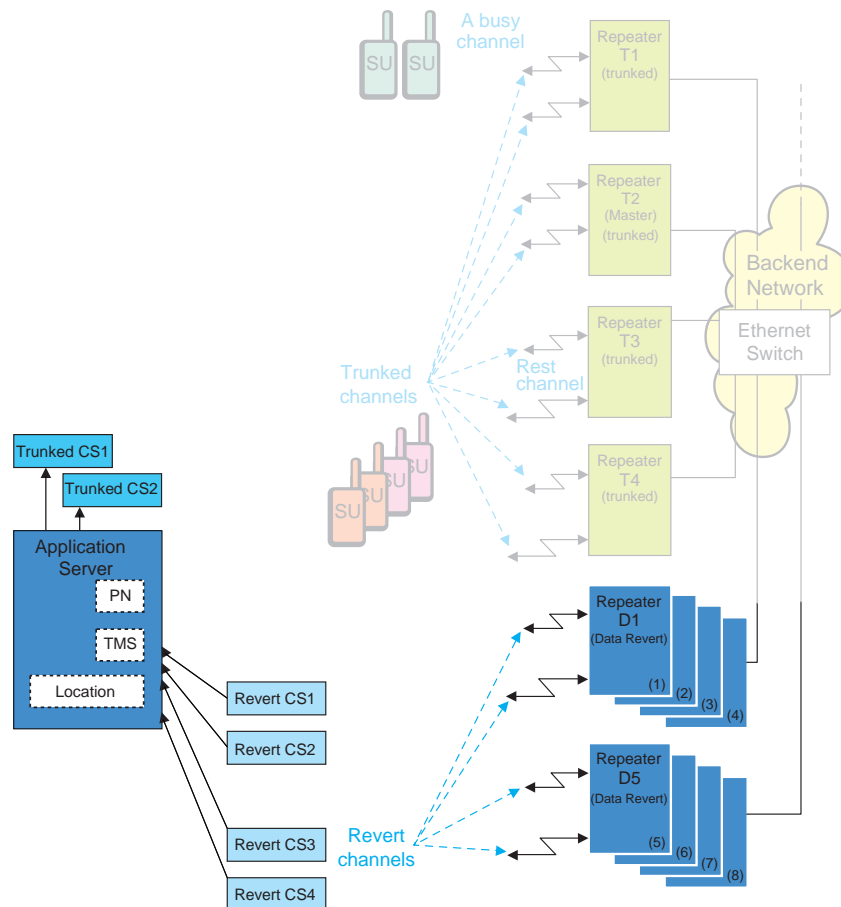 A busy
channel
SU
SU
Repeater
T1
(trunked)
Repeater
T2
(Master)
(trunked)
Backend
Network
Ethernet
Switch
Repeater
T3
(trunked)
Rest
channel
Trunked
channels
Repeater
T4
(trunked)
SU
SU
SU
SU
Trunked CS1
Trunked CS2
Application
Server
PN
TMS
Location
Revert CS1
Revert CS2
Revert CS3
Revert CS4
Repeater
D1
(Data Revert)
(1)
(2)
(3)
(4)
Repeater
D5
(Data Revert)
(5)
(6)
(7)
(8)
Revert
channels